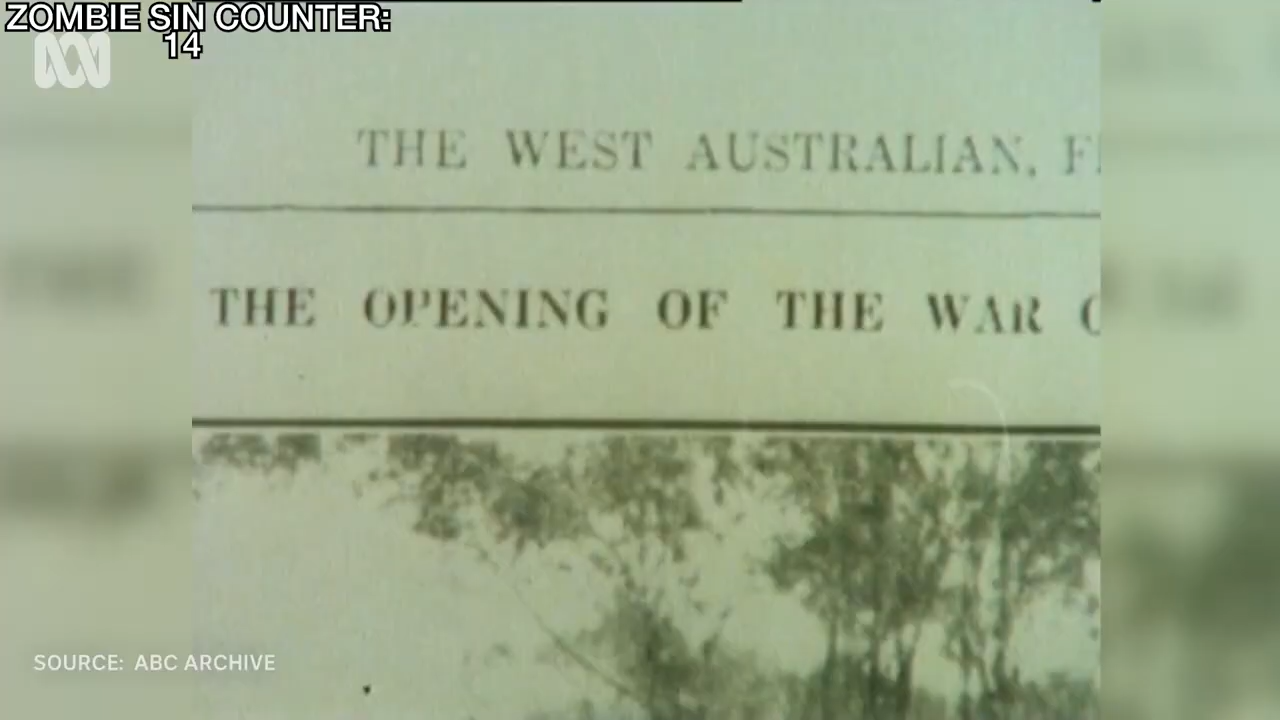 ZOMBIE SIN COUNTER:
14
THE WEST AUSTRALIAN,
THE OPENING OF THE WAR
SOURCE: ABC ARCHIVE